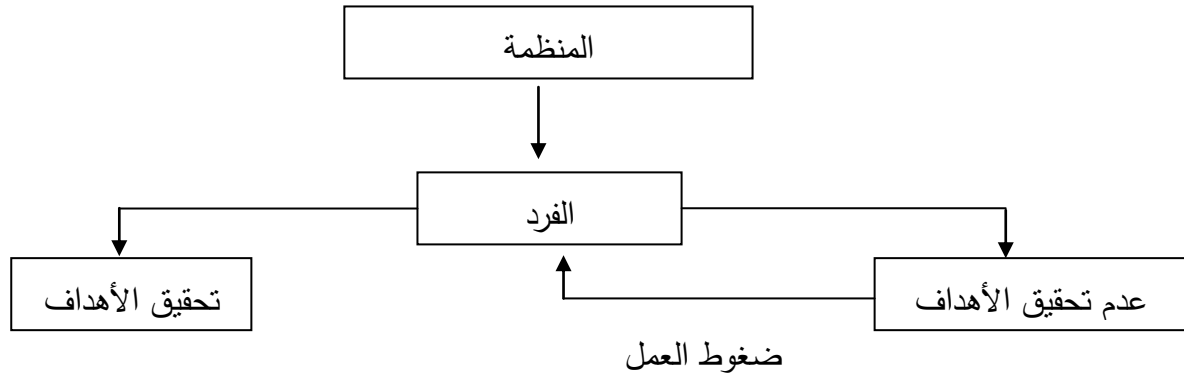 المنظمة
الفرد
عدم تحقيق الأهداف
تحقيق الأهداف
ضغوط العمل